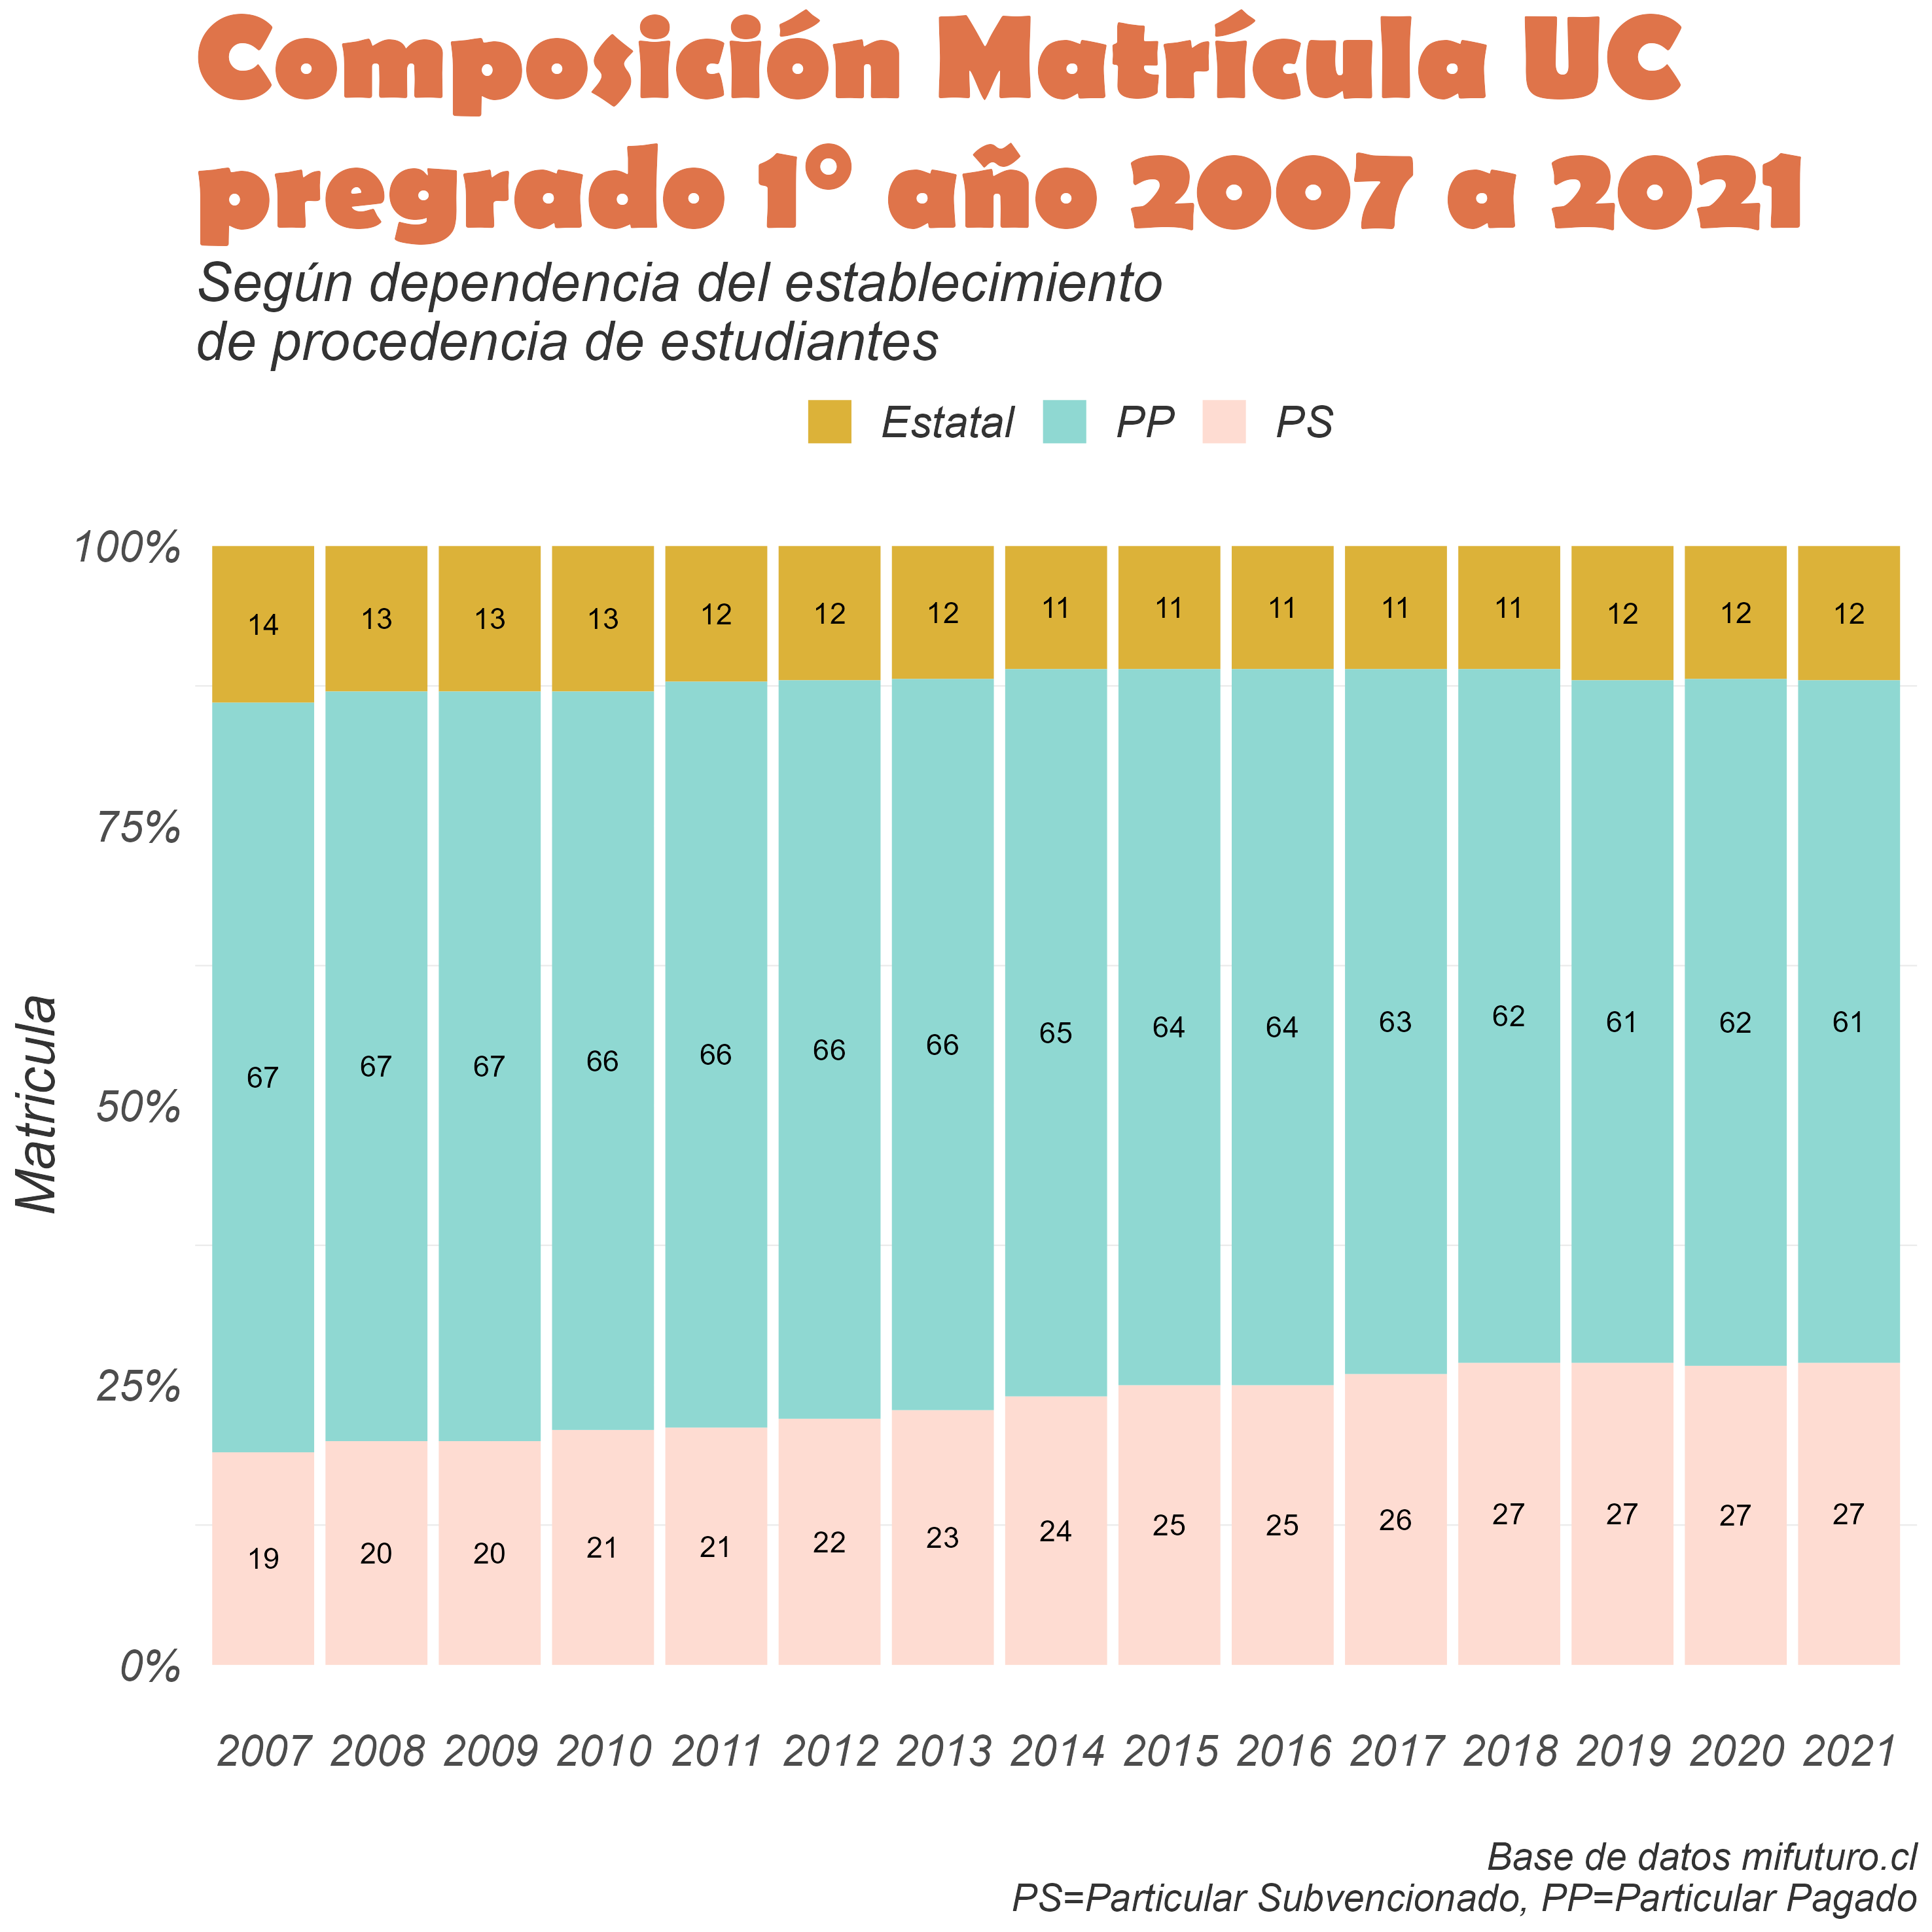 Composición Matrícula UC
pregrado 1° año 2007 a 2021
Según dependencia del establecimiento
de procedencia de estudiantes
Estatal PP PS
100%
75%
50%
25%
0%
Matricula
14 13 13 13 12 12 12 11 11 11 11 11 12 12 12
67 67 67 66 66 66 66 65 64 64 63 62 61 62 61
19 20 20 21 21 22 23 24 25 25 26 27 27 27 27
2007 2008 2009 2010 2011 2012 2013 2014 2015 2016 2017 2018 2019 2020 2021
Base de datos mifuturo.cl
PS=Particular Subvencionado, PP=Particular Pagado